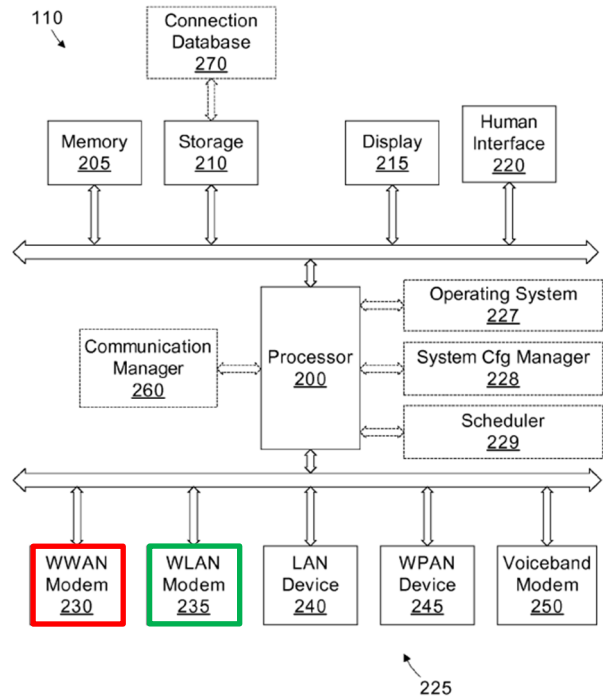 110
Connection
Database
270
Memory
205
Storage
210
Display
215
Human
Interface
220
Operating System
227
Communication
Manager
260
Processor
200
System Cfg Manager
228
Scheduler
229
WWAN
Modem
230
WLAN
Modem
235
LAN
Device
240
WPAN
Device
245
Voiceband
Modem
250
225